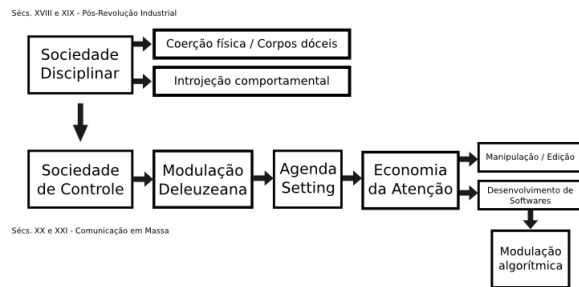 Sécs. XVIII e XIX - Pós-Revolução Industrial
Sociedade
Disciplinar
Coerção física / Corpos dóceis
Introjeção comportamental
Sociedade
de Controle
Modulação
Deleuzeana
Agenda
Setting
Economia
da Atenção
Manipulação / Edição
Desenvolvimento de
Softwares
Modulação
algorítmica
Sécs. XX e XXI - Comunicação em Massa